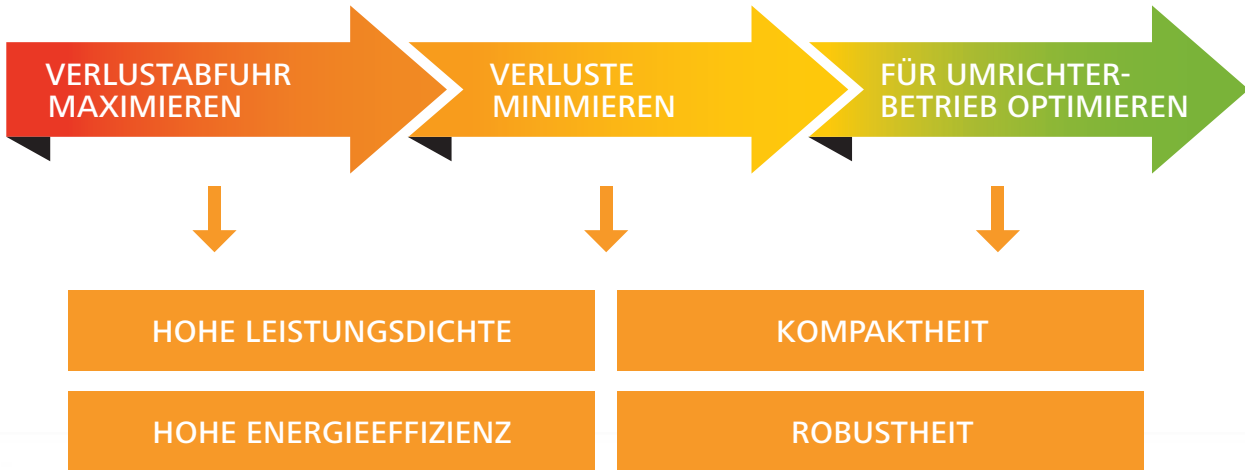 VERLUSTABFUHR
MAXIMIEREN
VERLUSTE
MINIMIEREN
FÜR UMRICHTER-
BETRIEB OPTIMIEREN
HOHE LEISTUNGSDICHTE
KOMPAKTHEIT
HOHE ENERGIEEFFIZIENZ
ROBUSTHEIT